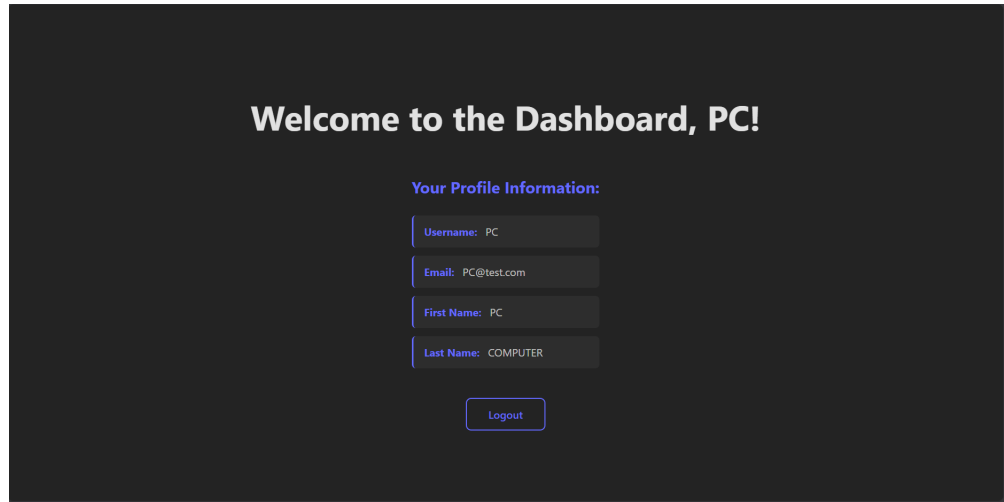 Welcome to the Dashboard, PC!
Your Profile Information:
Username: PC
Email: PC@test.com
First Name: PC
Last Name: COMPUTER
Logout